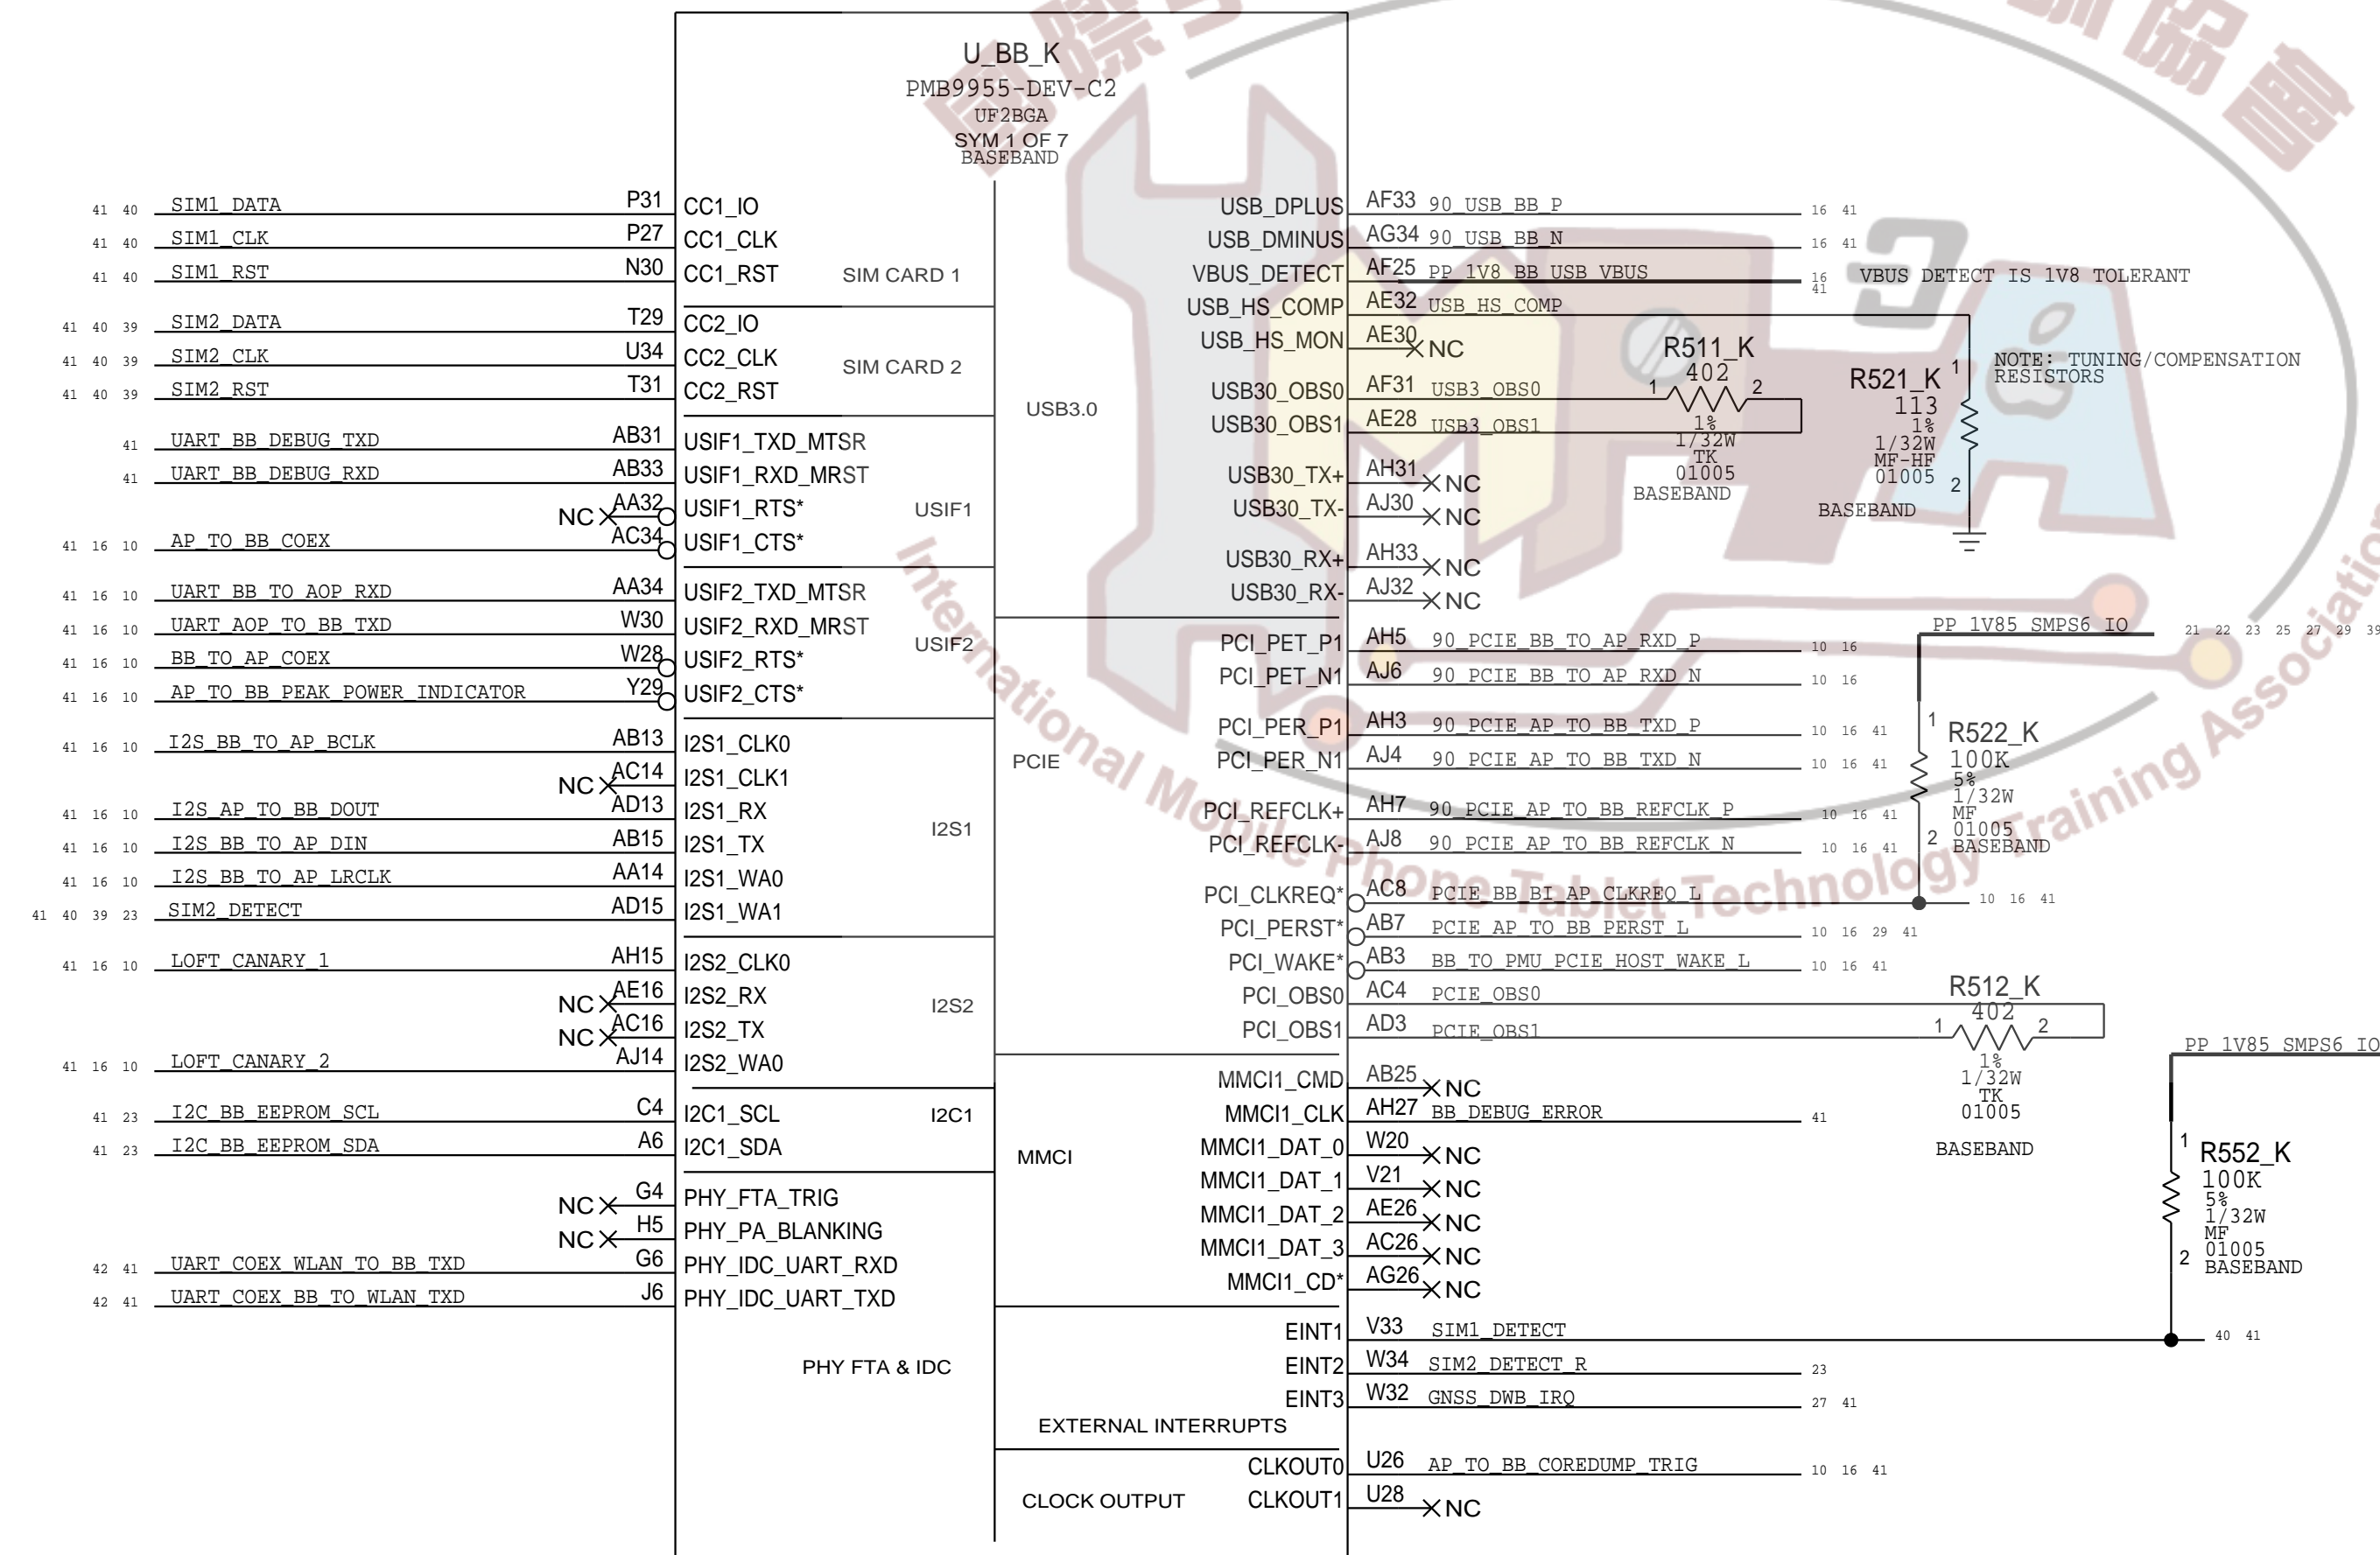 U_BB_K
PMB9955-DEV-C2
UF2BGA
SYM 1 OF 7
BASEBAND
41 40 SIM1_DATA P31 CC1_IO
41 40 SIM1_CLK P27 CC1_CLK
41 40 SIM1_RST N30 CC1_RST
SIM CARD 1
41 40 39 SIM2_DATA T29 CC2_IO
41 40 39 SIM2_CLK U34 CC2_CLK
41 40 39 SIM2_RST T31 CC2_RST
SIM CARD 2
41 UART_BB_DEBUG_TXD AB31 USIF1_TXD_MTSR
41 UART_BB_DEBUG_RXD AB33 USIF1_RXD_MRST
NC AA32 USIF1_RTS*
41 16 10 AP_TO_BB_COEX AC34 USIF1_CTS*
USIF1
41 16 10 UART_BB_TO_AOP_RXD AA34 USIF2_TXD_MTSR
41 16 10 UART_AOP_TO_BB_TXD W30 USIF2_RXD_MRST
41 16 10 BB_TO_AP_COEX W28 USIF2_RTS*
41 16 10 AP_TO_BB_PEAK_POWER_INDICATOR Y29 USIF2_CTS*
USIF2
41 16 10 I2S_BB_TO_AP_BCLK AB13 I2S1_CLK0
NC AC14 I2S1_CLK1
41 16 10 I2S_AP_TO_BB_DOUT AD13 I2S1_RX
41 16 10 I2S_BB_TO_AP_DIN AB15 I2S1_TX
41 16 10 I2S_BB_TO_AP_LRCLK AA14 I2S1_WA0
41 40 39 23 SIM2_DETECT AD15 I2S1_WA1
I2S1
41 16 10 LOFT_CANARY_1 AH15 I2S2_CLK0
NC AE16 I2S2_RX
NC AC16 I2S2_TX
41 16 10 LOFT_CANARY_2 AJ14 I2S2_WA0
I2S2
41 23 I2C_BB_EEPROM_SCL C4 I2C1_SCL
41 23 I2C_BB_EEPROM_SDA A6 I2C1_SDA
I2C1
NC G4 PHY_FTA_TRIG
NC H5 PHY_PA_BLANKING
42 41 UART_COEX_WLAN_TO_BB_TXD G6 PHY_IDC_UART_RXD
42 41 UART_COEX_BB_TO_WLAN_TXD J6 PHY_IDC_UART_TXD
PHY FTA & IDC
USB3.0
USB_DPLUS AF33 90_USB_BB_P 16 41
USB_DMINUS AG34 90_USB_BB_N 16 41
VBUS_DETECT AF25 PP_1V8_BB_USB_VBUS 16 41
VBUS DETECT IS 1V8 TOLERANT
USB_HS_COMP AE32 USB_HS_COMP
USB_HS_MON AE30 NC
USB30_OBS0 AF31 USB3_OBS0
USB30_OBS1 AE28 USB3_OBS1
USB30_TX+ AH31 NC
USB30_TX- AJ30 NC
USB30_RX+ AH33 NC
USB30_RX- AJ32 NC
R511_K
402
1 2
1%
1/32W
TK
01005
BASEBAND
NOTE: TUNING/COMPENSATION
RESISTORS
R521_K
113
1%
1/32W
MF-HF
01005
1
2
BASEBAND
PCIE
PCI_PET_P1 AH5 90_PCIE_BB_TO_AP_RXD_P 10 16
PCI_PET_N1 AJ6 90_PCIE_BB_TO_AP_RXD_N 10 16
PCI_PER_P1 AH3 90_PCIE_AP_TO_BB_TXD_P 10 16 41
PCI_PER_N1 AJ4 90_PCIE_AP_TO_BB_TXD_N 10 16 41
PCI_REFCLK+ AH7 90_PCIE_AP_TO_BB_REFCLK_P 10 16 41
PCI_REFCLK- AJ8 90_PCIE_AP_TO_BB_REFCLK_N 10 16 41
PCI_CLKREQ* AC8 PCIE_BB_BI_AP_CLKREQ_L 10 16 41
PCI_PERST* AB7 PCIE_AP_TO_BB_PERST_L 10 16 29 41
PCI_WAKE* AB3 BB_TO_PMU_PCIE_HOST_WAKE_L 10 16 41
PCI_OBS0 AC4 PCIE_OBS0
PCI_OBS1 AD3 PCIE_OBS1
PP_1V85_SMPS6_IO 21 22 23 25 27 29 39
1
R522_K
100K
5%
1/32W
MF
01005
2
BASEBAND
R512_K
402
1 2
1%
1/32W
TK
01005
BASEBAND
MMCI
MMCI1_CMD AB25 NC
MMCI1_CLK AH27 BB_DEBUG_ERROR 41
MMCI1_DAT_0 W20 NC
MMCI1_DAT_1 V21 NC
MMCI1_DAT_2 AE26 NC
MMCI1_DAT_3 AC26 NC
MMCI1_CD* AG26 NC
PP_1V85_SMPS6_IO
1
R552_K
100K
5%
1/32W
MF
01005
2
BASEBAND
EINT1 V33 SIM1_DETECT 40 41
EINT2 W34 SIM2_DETECT_R 23
EINT3 W32 GNSS_DWB_IRQ 27 41
EXTERNAL INTERRUPTS
CLKOUT0 U26 AP_TO_BB_COREDUMP_TRIG 10 16 41
CLKOUT1 U28 NC
CLOCK OUTPUT
International Mobile Phone Tablet Technology Training Association